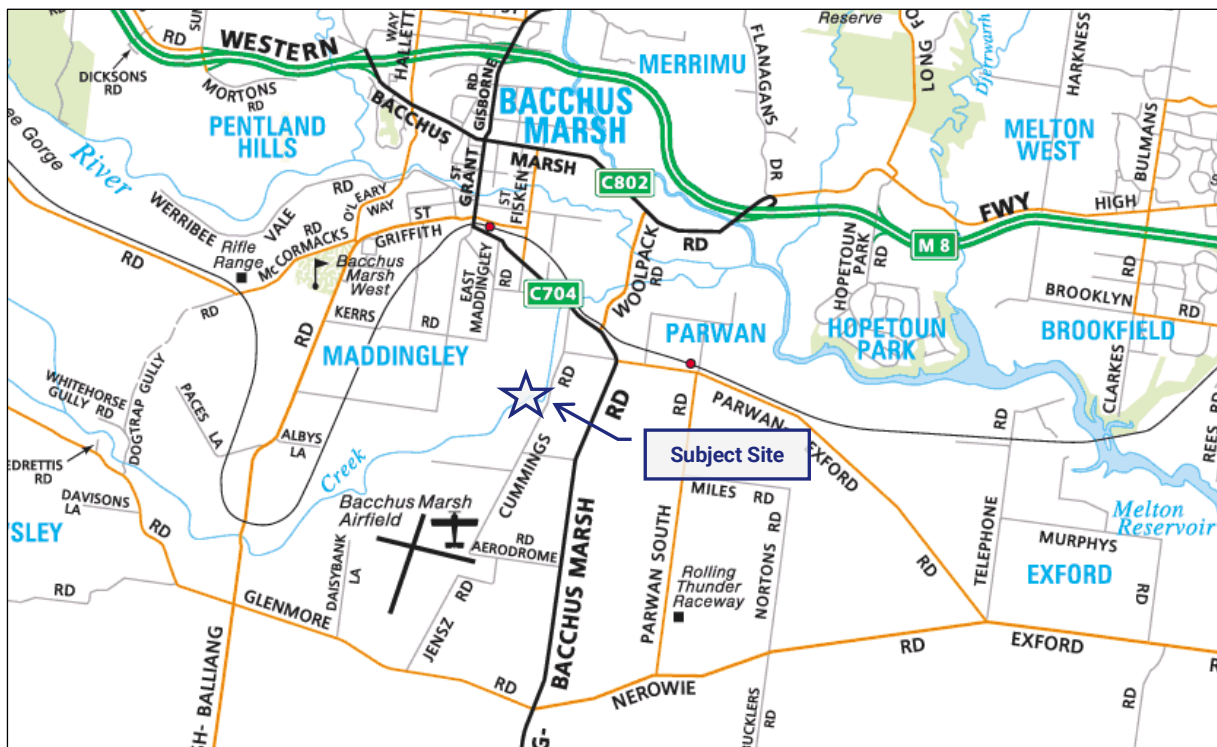 Reserve
DICKSONS
RD
RD
WESTERN
MORTONS
RD
WAY
HALLETT
RD
GISBORNE
MERRIMU
FLANAGANS
DR
LONG
Djerriwarrh
HARKNESS
BULMANS
BACCHUS
MARSH
PENTLAND
HILLS
MELTON
WEST
ee Gorge
River
BACCHUS
MARSH
RD
C802
GRANT
ST
FISKEN
ST
WERRIBEE
VALE
RD
O'LEARY
WAY
McCORMACKS
RD
GRIFFITH
ST
Rifle
Range
Bacchus
Marsh
West
RD
FWY
HIGH
M 8
HOPETOUN
PARK
RD
WOOLPACK
RD
EAST
MADDINGLEY
RD
C704
KERRS
RD
MADDINGLEY
PARWAN
HOPETOUN
PARK
BROOKLYN
RD
BROOKFIELD
CLARKES
RD
REES RD
RD
RD
WHITEHORSE
GULLY RD
DOGTRAP GULLY
RD
PACES
LA
ALBYS
LA
EDRETTIS
RD
DAVISONS
LA
RD
Creek
CUMMINGS
RD
RD
Subject Site
PARWAN-EXFORD
RD
RD
MILES RD
Bacchus Marsh
Airfield
AERODROME
RD
BACCHUS MARSH
PARWAN SOUTH
Rolling
Thunder
Raceway
NORTONS
RD
TELEPHONE
RD
Melton
Reservoir
MURPHYS
RD
EXFORD
SLEY
RD
GLENMORE
RD
DAISYBANK
LA
JENSZ
RD
NEROWIE
RD
EXFORD
RD
RD
BUCKLERS
RD
GH- BALLIANG
G-